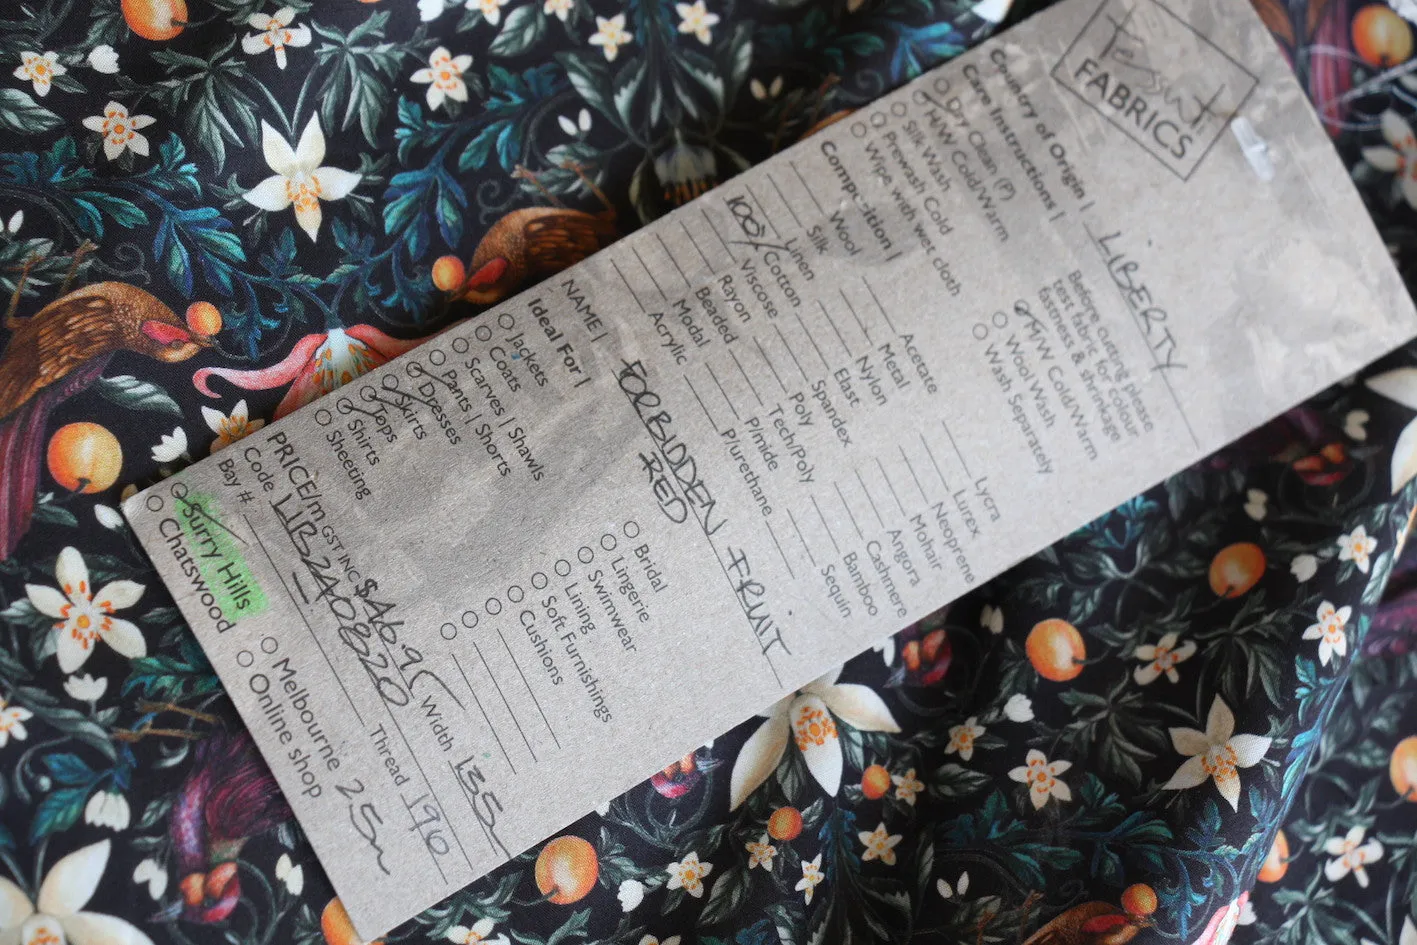 Tessuti
FABRICS
Country of Origin | LIBERTY
Care Instructions |
Dry Clean (P)
H/W Cold/Warm
Silk Wash
Prewash Cold
Wipe with wet cloth
Before cutting please
test fabric for colour
fastness & shrinkage
M/W Cold/Warm
Wool Wash
Wash Separately
Composition |
Wool
Silk
Linen
100% Cotton
Viscose
Rayon
Beaded
Modal
Acrylic
Acetate
Metal
Nylon
Elast
Spandex
Poly
Tech/Poly
P/mide
P/urethane
Lycra
Lurex
Neoprene
Mohair
Angora
Cashmere
Bamboo
Sequin
NAME | FORBIDDEN FRUIT
RED
Ideal For |
Jackets
Coats
Scarves | Shawls
Pants | Shorts
Dresses
Skirts
Tops
Shirts
Sheeting
Bridal
Lingerie
Swimwear
Lining
Soft Furnishings
Cushions
PRICE/m GST INC $46.95 Width 135
Code LIB2A0820 Thread 190
Bay #
Surry Hills
Chatswood
Melbourne
Online shop
2.5m